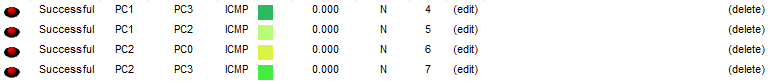 Successful PC1 PC3 ICMP 0.000 N 4 (edit) (delete)
Successful PC1 PC2 ICMP 0.000 N 5 (edit) (delete)
Successful PC2 PC0 ICMP 0.000 N 6 (edit) (delete)
Successful PC2 PC3 ICMP 0.000 N 7 (edit) (delete)